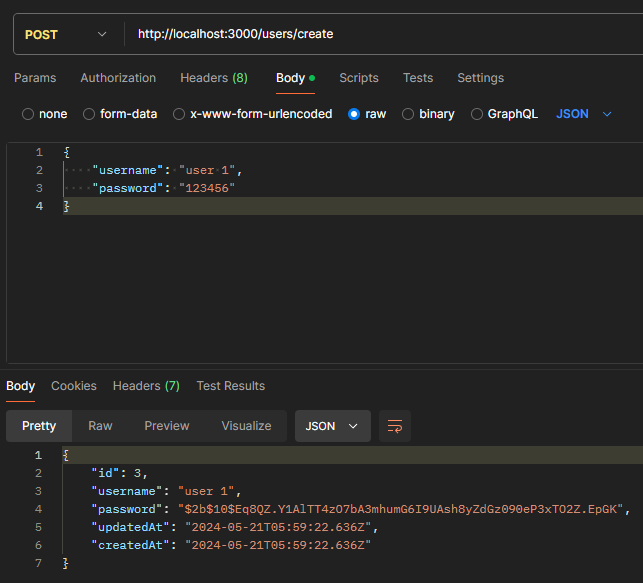 POST http://localhost:3000/users/create
Params Authorization Headers (8) Body Scripts Tests Settings
none form-data x-www-form-urlencoded raw binary GraphQL JSON
1 {
2 "username": "user 1",
3 "password": "123456"
4 }
Body Cookies Headers (7) Test Results
Pretty Raw Preview Visualize JSON
1 {
2 "id": 3,
3 "username": "user 1",
4 "password": "$2b$10$Eq8QZ.Y1AlTT4zO7bA3mhumG6I9UAsh8yZdGz090eP3xTO2Z.EpGK",
5 "updatedAt": "2024-05-21T05:59:22.636Z",
6 "createdAt": "2024-05-21T05:59:22.636Z"
7 }